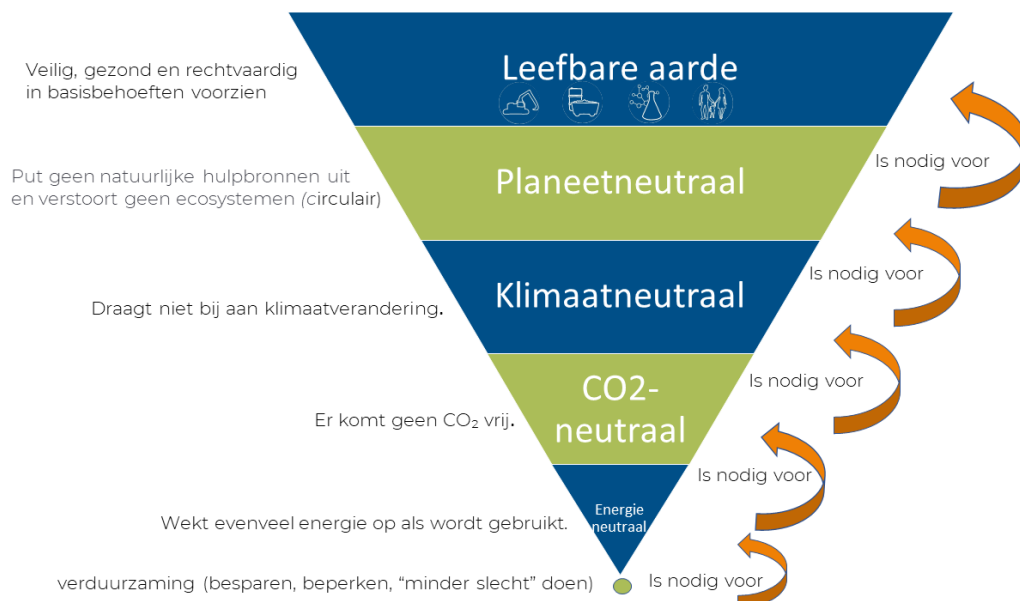 Veilig, gezond en rechtvaardig
in basisbehoeften voorzien
Leefbare aarde
Is nodig voor
Put geen natuurlijke hulpbronnen uit
en verstoort geen ecosystemen (circulair)
Planeetneutraal
Is nodig voor
Draagt niet bij aan klimaatverandering.
Klimaatneutraal
Is nodig voor
Er komt geen CO₂ vrij.
CO2-
neutraal
Is nodig voor
Wekt evenveel energie op als wordt gebruikt.
Energie
neutraal
verduurzaming (besparen, beperken, “minder slecht” doen)
Is nodig voor